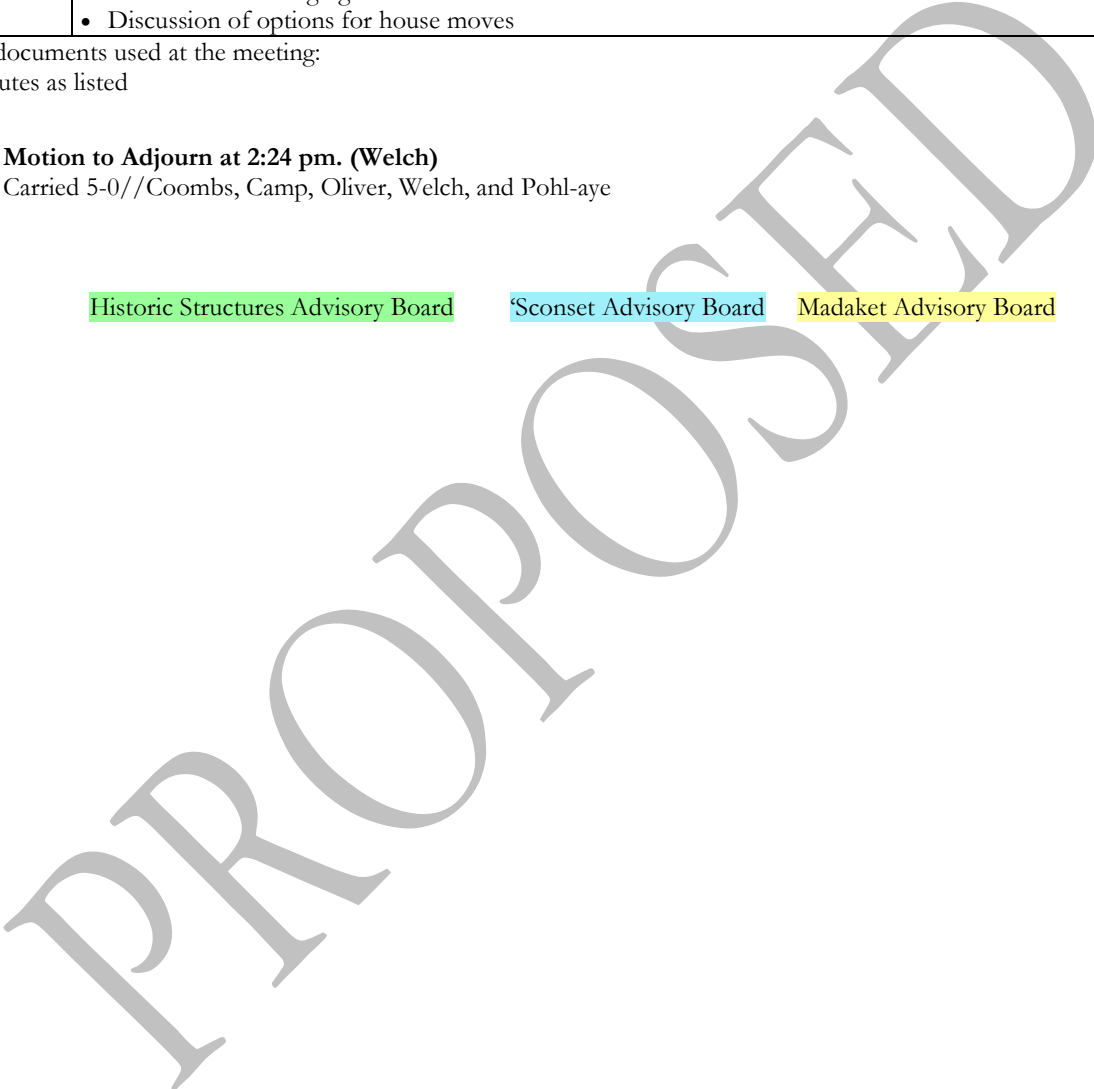 • Discussion of options for house moves
documents used at the meeting:
utes as listed
Motion to Adjourn at 2:24 pm. (Welch)
Carried 5-0//Coombs, Camp, Oliver, Welch, and Pohl-aye
Historic Structures Advisory Board ‘Sconset Advisory Board Madaket Advisory Board
PROPOSED